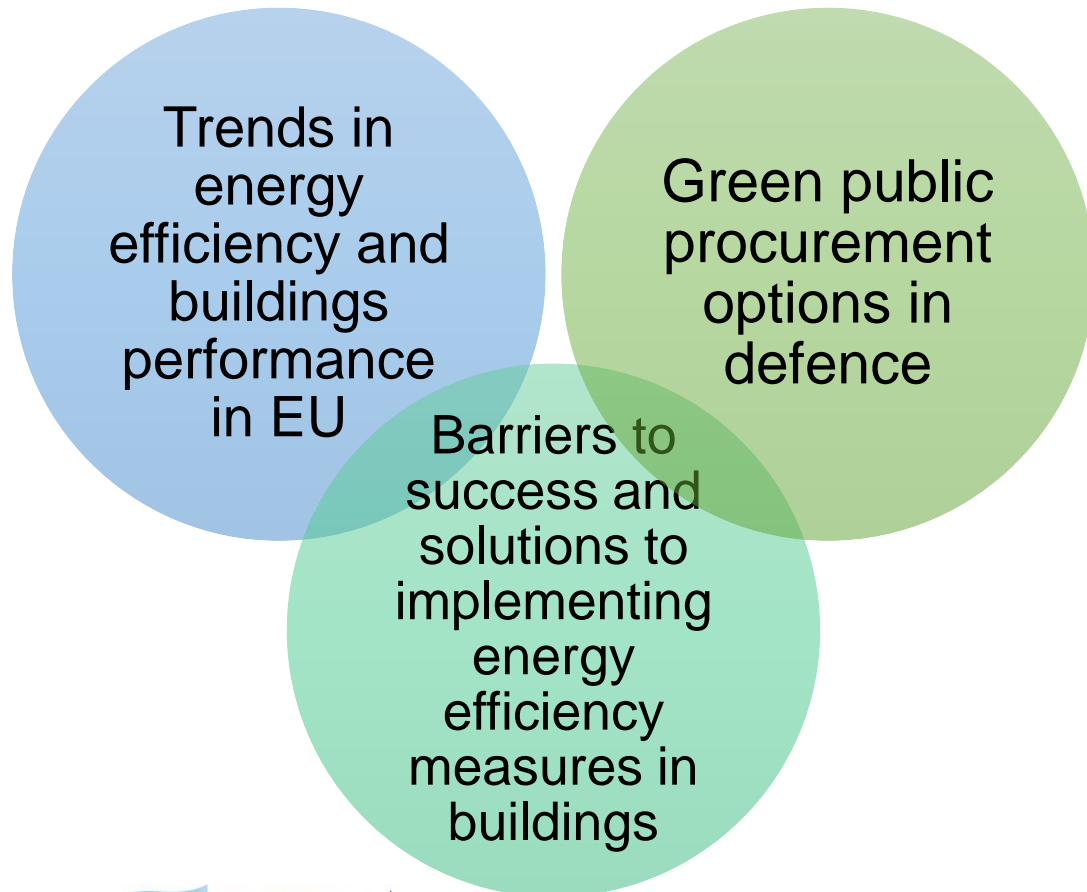 Trends in
energy
efficiency and
buildings
performance
in EU
Green public
procurement
options in
defence
Barriers to
success and
solutions to
implementing
energy
efficiency
measures in
buildings